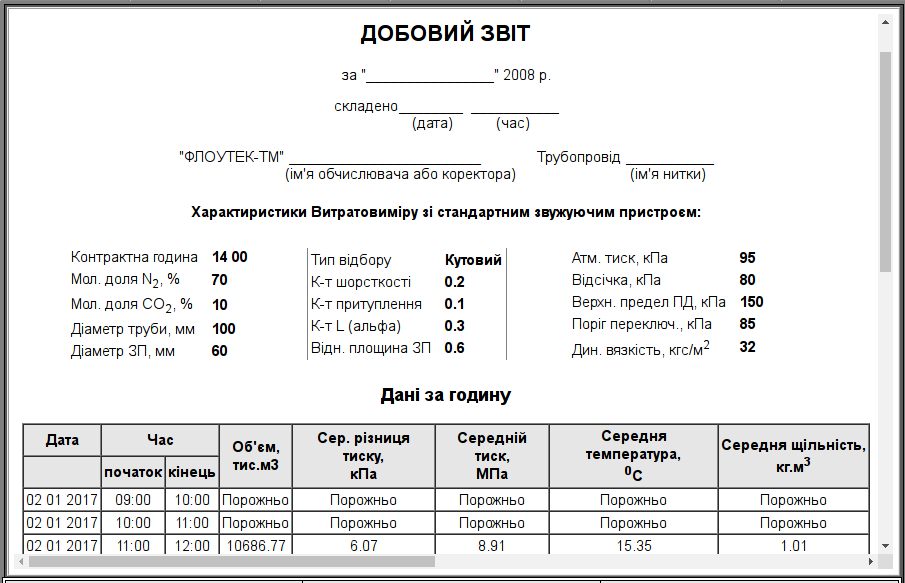 ДОБОВИЙ ЗВІТ
за "________________" 2008 р.
складено________ ___________
(дата) (час)
"ФЛОУТЕК-ТМ" ________________________ Трубопровід ___________
(ім'я обчислювача або коректора) (ім'я нитки)
Характиристики Витратовиміру зі стандартним звужуючим пристроєм:
Контрактна година 14 00
Мол. доля N2, % 70
Мол. доля CO2, % 10
Діаметр труби, мм 100
Діаметр ЗП, мм 60
Тип відбору Кутовий
К-т шорсткості 0.2
К-т притуплення 0.1
К-т L (альфа) 0.3
Відн. площина ЗП 0.6
Атм. тиск, кПа 95
Відсічка, кПа 80
Верхн. предел ПД, кПа 150
Поріг переключ., кПа 85
Дин. вязкість, кгс/м2 32
Дані за годину
Дата Час Об'єм, тис.м3 Сер. різниця тиску, кПа Середній тиск, МПа Середня температура, 0С Середня щільність, кг.м3
початок кінець
02 01 2017 09:00 10:00 Порожньо Порожньо Порожньо Порожньо Порожньо
02 01 2017 10:00 11:00 Порожньо Порожньо Порожньо Порожньо Порожньо
02 01 2017 11:00 12:00 10686.77 6.07 8.91 15.35 1.01